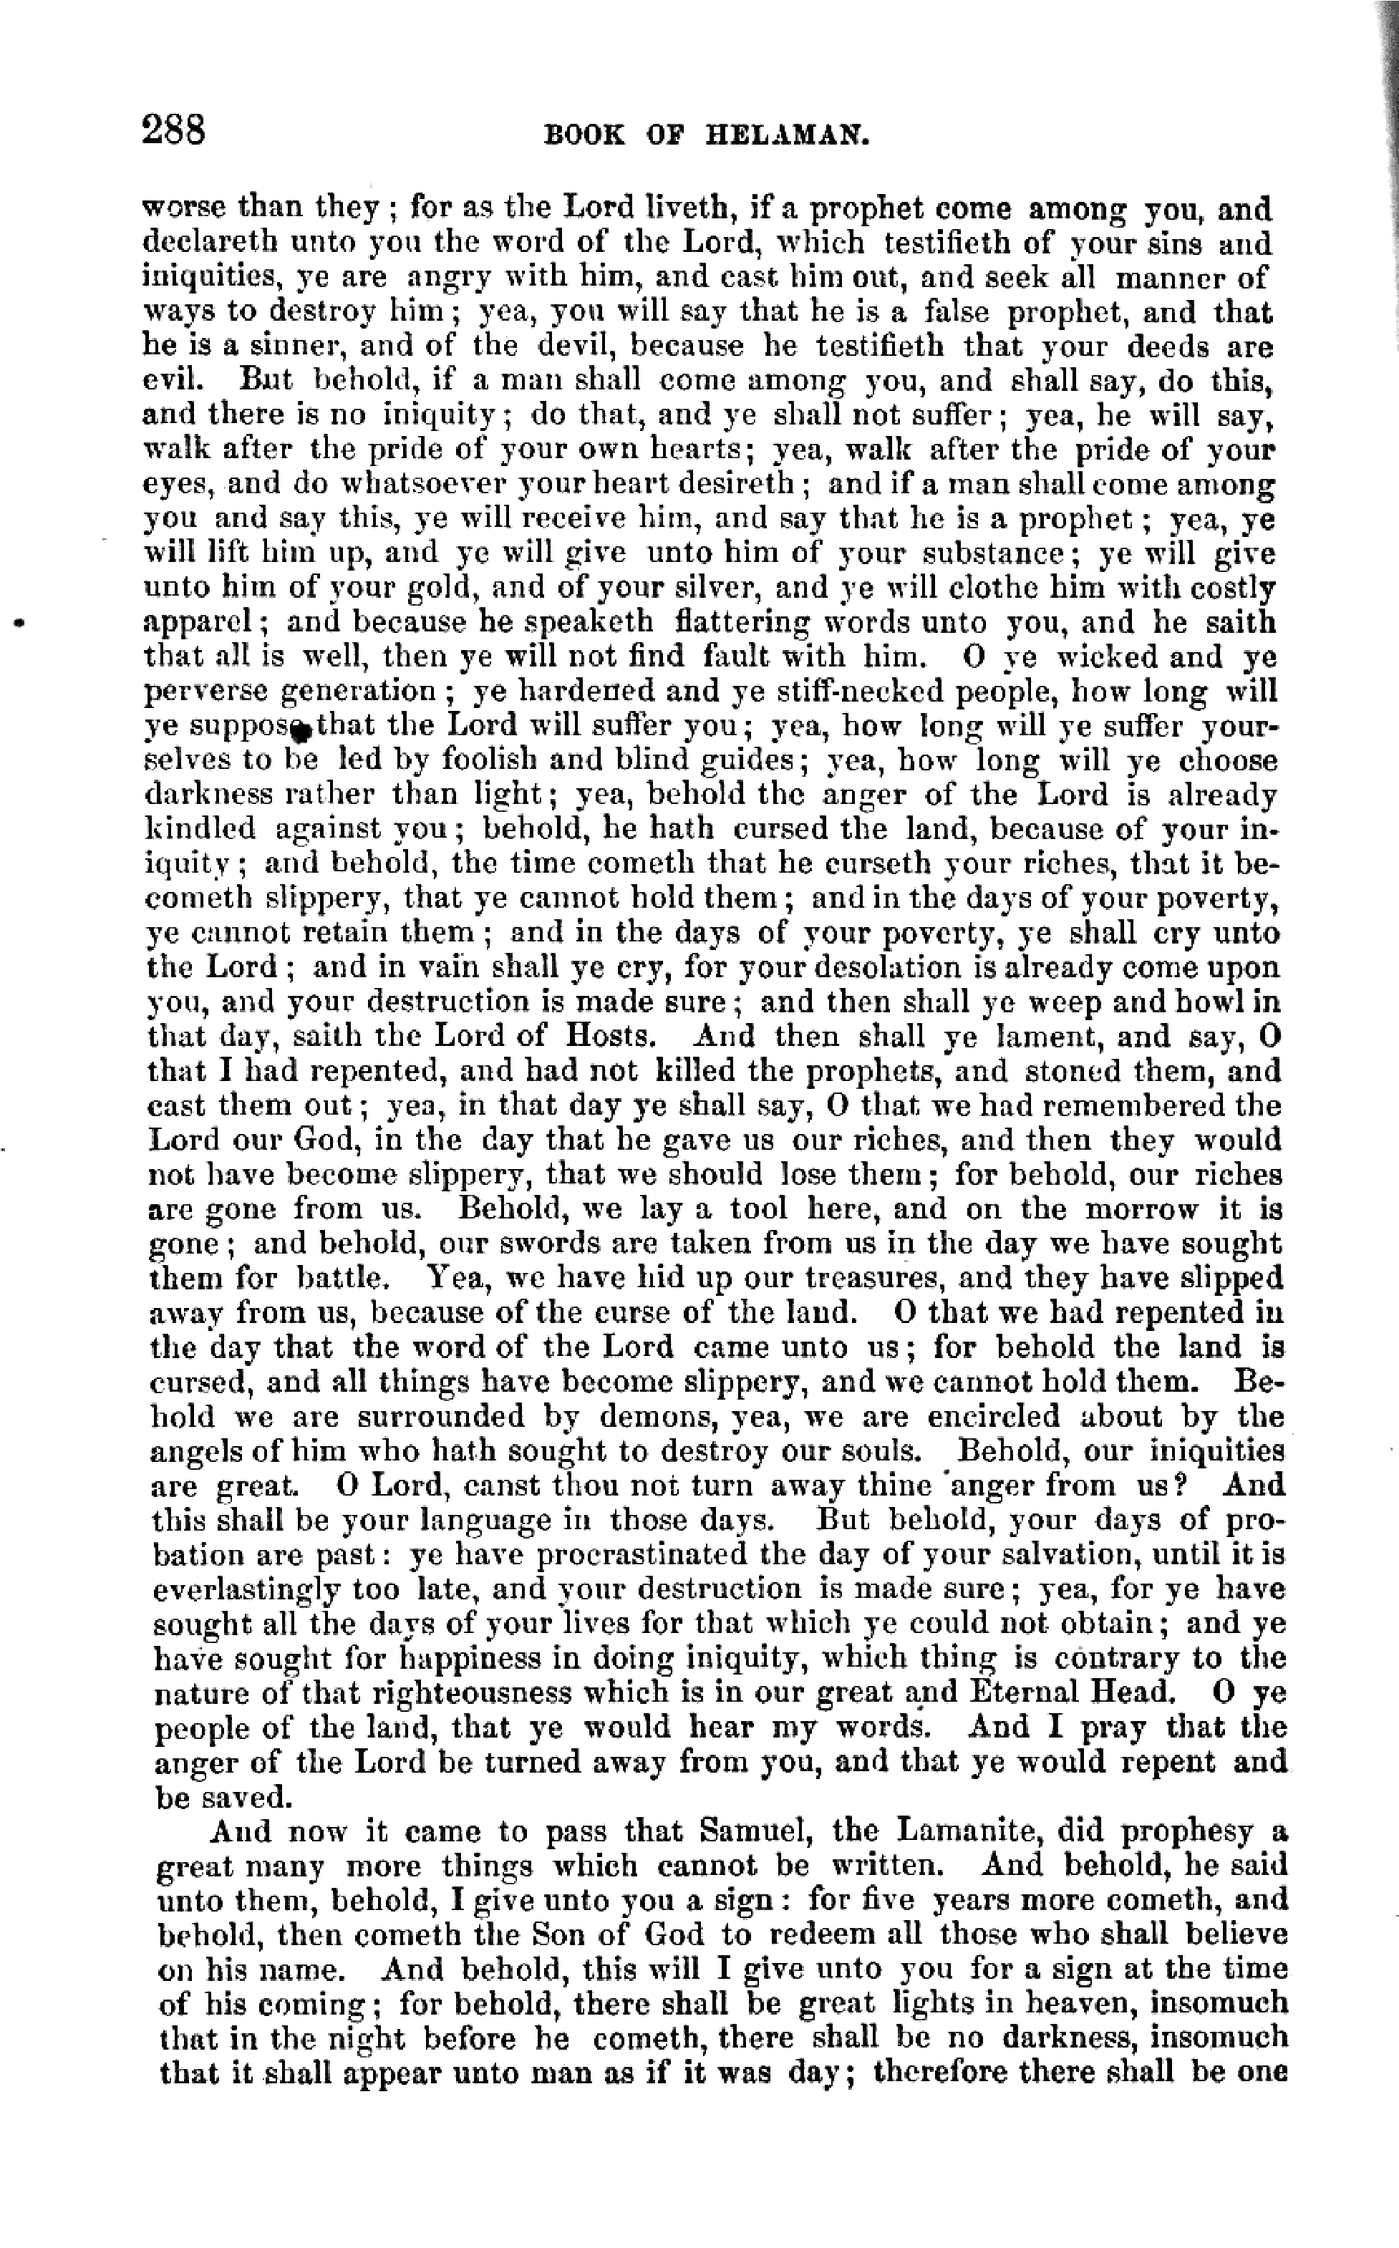 288 BOOK OF HELAMAN.
worse than they ; for as the Lord liveth, if a prophet come among you, and
declareth unto you the word of the Lord, which testifieth of your sins and
iniquities, ye are angry with him, and cast him out, and seek all manner of
ways to destroy him ; yea, you will say that he is a false prophet, and that
he is a sinner, and of the devil, because he testifieth that your deeds are
evil. But behold, if a man shall come among you, and shall say, do this,
and there is no iniquity ; do that, and ye shall not suffer ; yea, he will say,
walk after the pride of your own hearts ; yea, walk after the pride of your
eyes, and do whatsoever your heart desireth ; and if a man shall come among
you and say this, ye will receive him, and say that he is a prophet ; yea, ye
will lift him up, and ye will give unto him of your substance ; ye will give
unto him of your gold, and of your silver, and ye will clothe him with costly
apparel ; and because he speaketh flattering words unto you, and he saith
that all is well, then ye will not find fault with him. O ye wicked and ye
perverse generation ; ye hardened and ye stiff-necked people, how long will
ye suppose that the Lord will suffer you ; yea, how long will ye suffer your-
selves to be led by foolish and blind guides ; yea, how long will ye choose
darkness rather than light ; yea, behold the anger of the Lord is already
kindled against you ; behold, he hath cursed the land, because of your in-
iquity ; and behold, the time cometh that he curseth your riches, that it be-
cometh slippery, that ye cannot hold them ; and in the days of your poverty,
ye cannot retain them ; and in the days of your poverty, ye shall cry unto
the Lord ; and in vain shall ye cry, for your desolation is already come upon
you, and your destruction is made sure ; and then shall ye weep and howl in
that day, saith the Lord of Hosts. And then shall ye lament, and say, O
that I had repented, and had not killed the prophets, and stoned them, and
cast them out ; yea, in that day ye shall say, O that we had remembered the
Lord our God, in the day that he gave us our riches, and then they would
not have become slippery, that we should lose them ; for behold, our riches
are gone from us. Behold, we lay a tool here, and on the morrow it is
gone ; and behold, our swords are taken from us in the day we have sought
them for battle. Yea, we have hid up our treasures, and they have slipped
away from us, because of the curse of the land. O that we had repented in
the day that the word of the Lord came unto us ; for behold the land is
cursed, and all things have become slippery, and we cannot hold them. Be-
hold we are surrounded by demons, yea, we are encircled about by the
angels of him who hath sought to destroy our souls. Behold, our iniquities
are great. O Lord, canst thou not turn away thine anger from us? And
this shall be your language in those days. But behold, your days of pro-
bation are past : ye have procrastinated the day of your salvation, until it is
everlastingly too late, and your destruction is made sure ; yea, for ye have
sought all the days of your lives for that which ye could not obtain ; and ye
have sought for happiness in doing iniquity, which thing is contrary to the
nature of that righteousness which is in our great and Eternal Head. O ye
people of the land, that ye would hear my words. And I pray that the
anger of the Lord be turned away from you, and that ye would repent and
be saved.
And now it came to pass that Samuel, the Lamanite, did prophesy a
great many more things which cannot be written. And behold, he said
unto them, behold, I give unto you a sign : for five years more cometh, and
behold, then cometh the Son of God to redeem all those who shall believe
on his name. And behold, this will I give unto you for a sign at the time
of his coming ; for behold, there shall be great lights in heaven, insomuch
that in the night before he cometh, there shall be no darkness, insomuch
that it shall appear unto man as if it was day ; therefore there shall be one